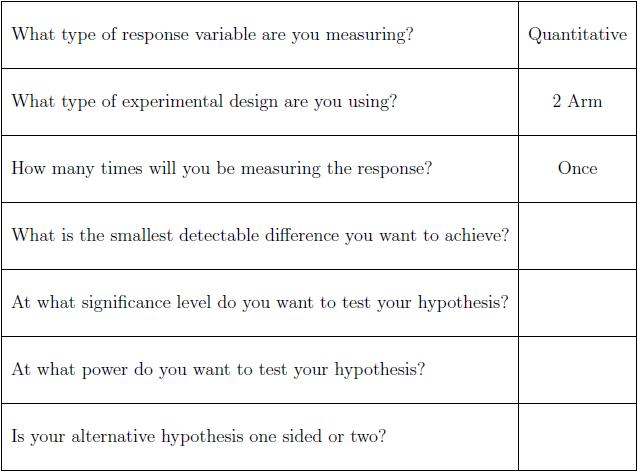 What type of response variable are you measuring? Quantitative
What type of experimental design are you using? 2 Arm
How many times will you be measuring the response? Once
What is the smallest detectable difference you want to achieve?
At what significance level do you want to test your hypothesis?
At what power do you want to test your hypothesis?
Is your alternative hypothesis one sided or two?